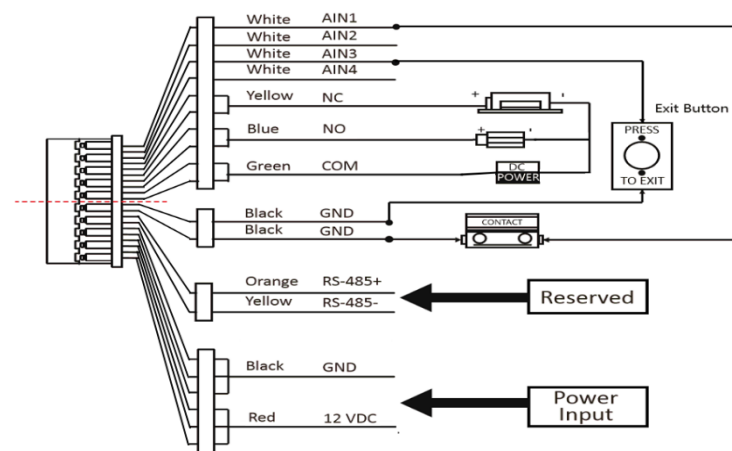 White AIN1
White AIN2
White AIN3
White AIN4
Yellow NC
+ -
Exit Button
Blue NO
+ -
PRESS
Green COM
DC
POWER
TO EXIT
Black GND
CONTACT
Black GND
Orange RS-485+
Yellow RS-485-
Reserved
Black GND
Power
Input
Red 12 VDC